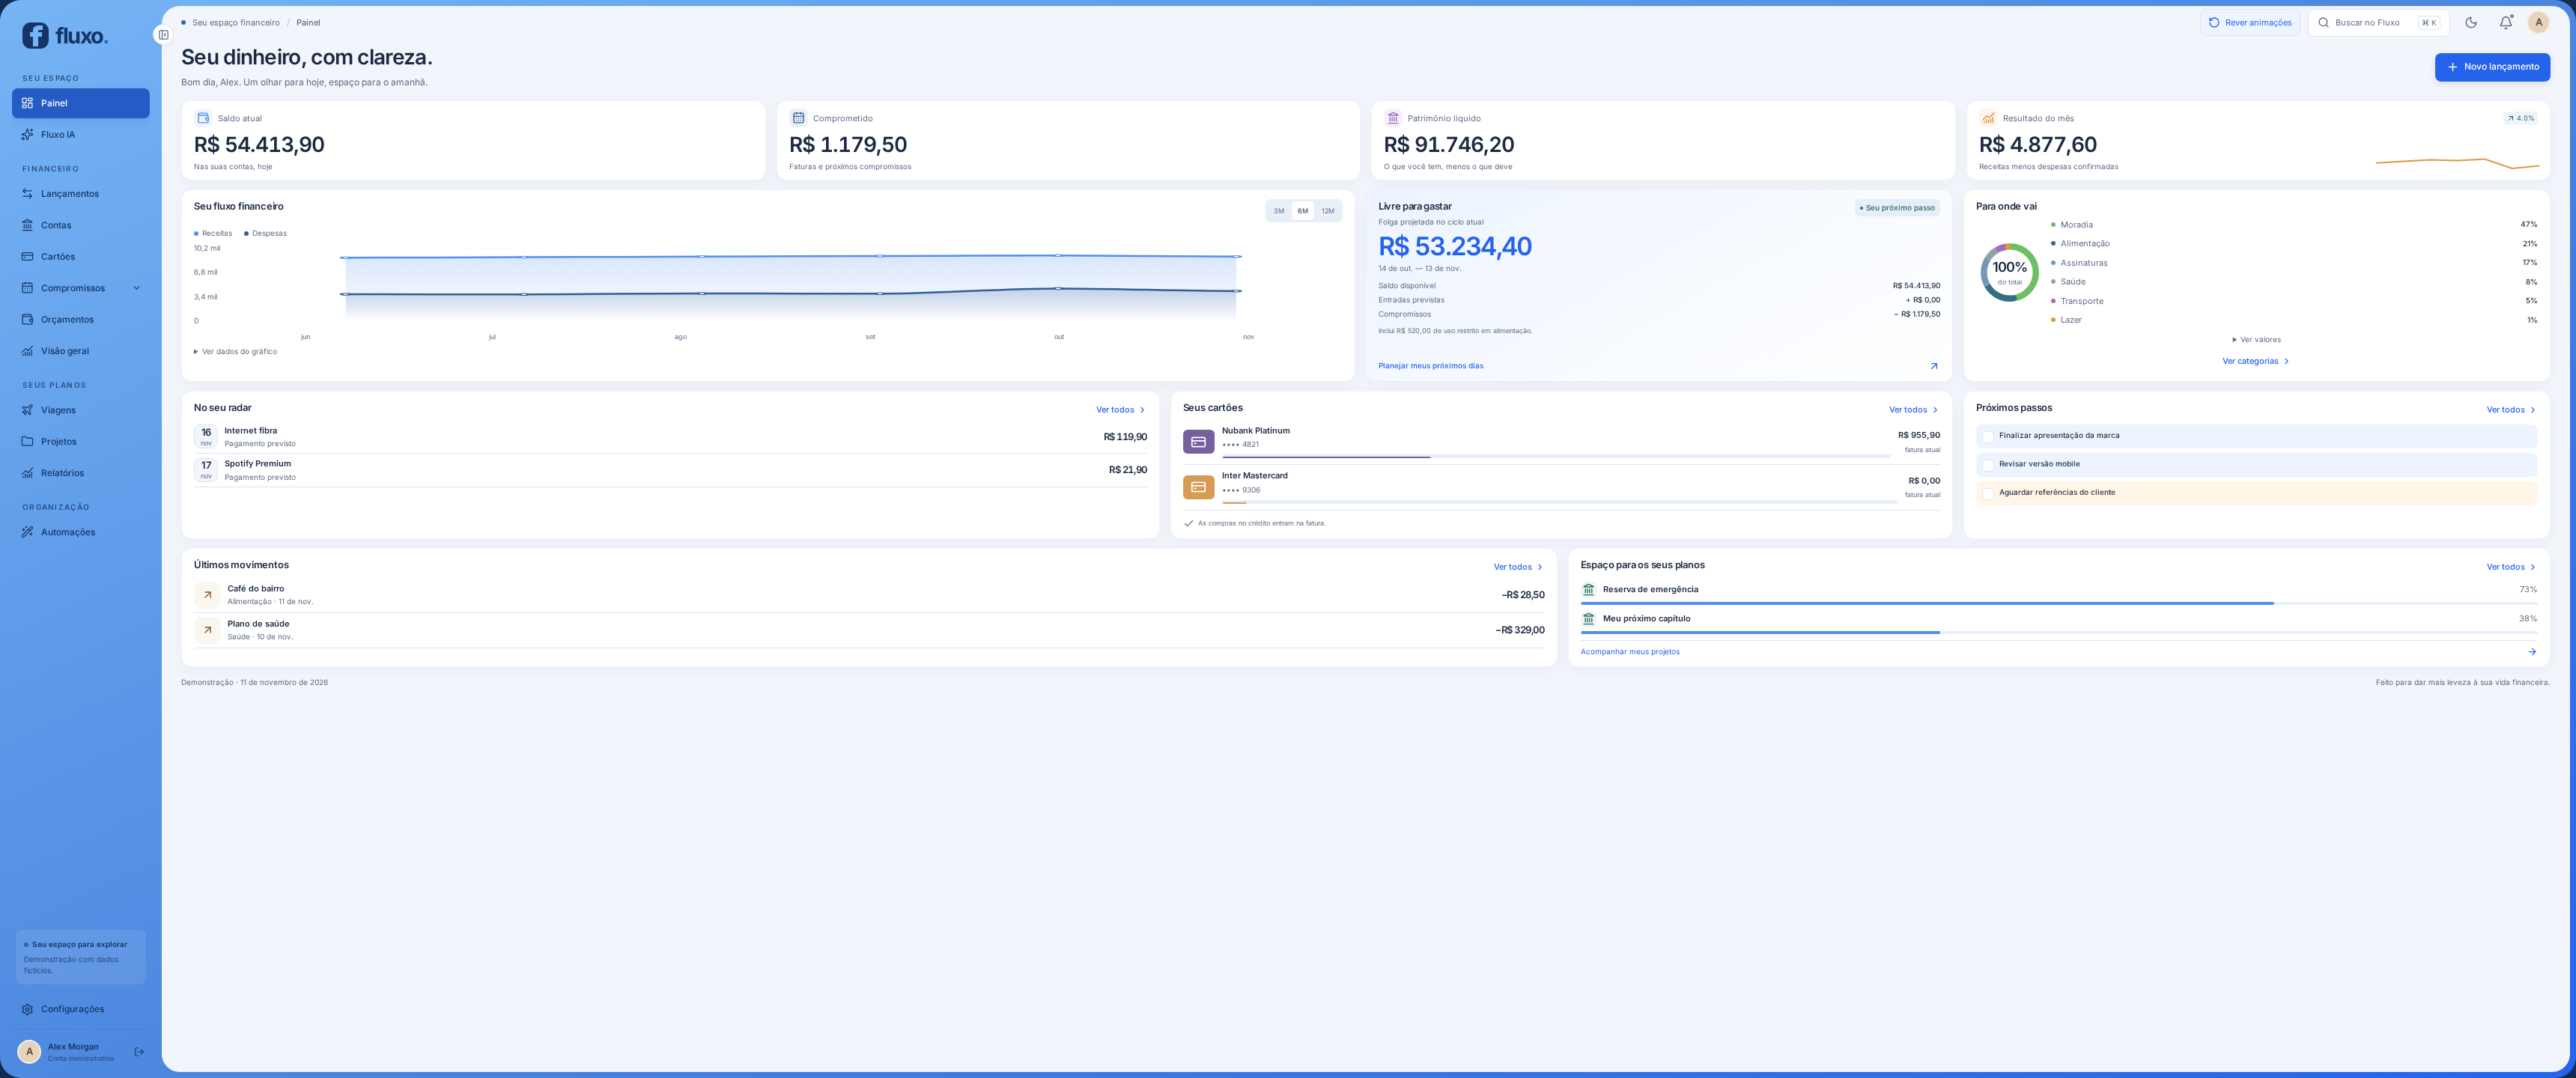 fluxo.
SEU ESPAÇO
Painel
Fluxo IA
FINANCEIRO
Lançamentos
Contas
Cartões
Compromissos
Orçamentos
Visão geral
SEUS PLANOS
Viagens
Projetos
Relatórios
ORGANIZAÇÃO
Automações
Seu espaço para explorar
Demonstração com dados
fictícios.
Configurações
A
Alex Morgan
Conta demonstrativa
Seu espaço financeiro / Painel
Rever animações
Buscar no Fluxo ⌘ K
A
Seu dinheiro, com clareza.
Bom dia, Alex. Um olhar para hoje, espaço para o amanhã.
Novo lançamento
Saldo atual
R$ 54.413,90
Nas suas contas, hoje
Comprometido
R$ 1.179,50
Faturas e próximos compromissos
Patrimônio líquido
R$ 91.746,20
O que você tem, menos o que deve
Resultado do mês
4.0%
R$ 4.877,60
Receitas menos despesas confirmadas
Seu fluxo financeiro
3M 6M 12M
Receitas Despesas
10,2 mil
6,8 mil
3,4 mil
0
jun jul ago set out nov
Ver dados do gráfico
Livre para gastar
Seu próximo passo
Folga projetada no ciclo atual
R$ 53.234,40
14 de out. — 13 de nov.
Saldo disponível R$ 54.413,90
Entradas previstas + R$ 0,00
Compromissos − R$ 1.179,50
Inclui R$ 520,00 de uso restrito em alimentação.
Planejar meus próximos dias
Para onde vai
100%
do total
Moradia 47%
Alimentação 21%
Assinaturas 17%
Saúde 8%
Transporte 5%
Lazer 1%
Ver valores
Ver categorias
No seu radar
Ver todos
16 nov
Internet fibra
Pagamento previsto
R$ 119,90
17 nov
Spotify Premium
Pagamento previsto
R$ 21,90
Seus cartões
Ver todos
Nubank Platinum
•••• 4821
R$ 955,90
fatura atual
Inter Mastercard
•••• 9306
R$ 0,00
fatura atual
As compras no crédito entram na fatura.
Próximos passos
Ver todos
Finalizar apresentação da marca
Revisar versão mobile
Aguardar referências do cliente
Últimos movimentos
Ver todos
Café do bairro
Alimentação · 11 de nov.
−R$ 28,50
Plano de saúde
Saúde · 10 de nov.
−R$ 329,00
Espaço para os seus planos
Ver todos
Reserva de emergência 73%
Meu próximo capítulo 38%
Acompanhar meus projetos
Demonstração · 11 de novembro de 2026
Feito para dar mais leveza à sua vida financeira.